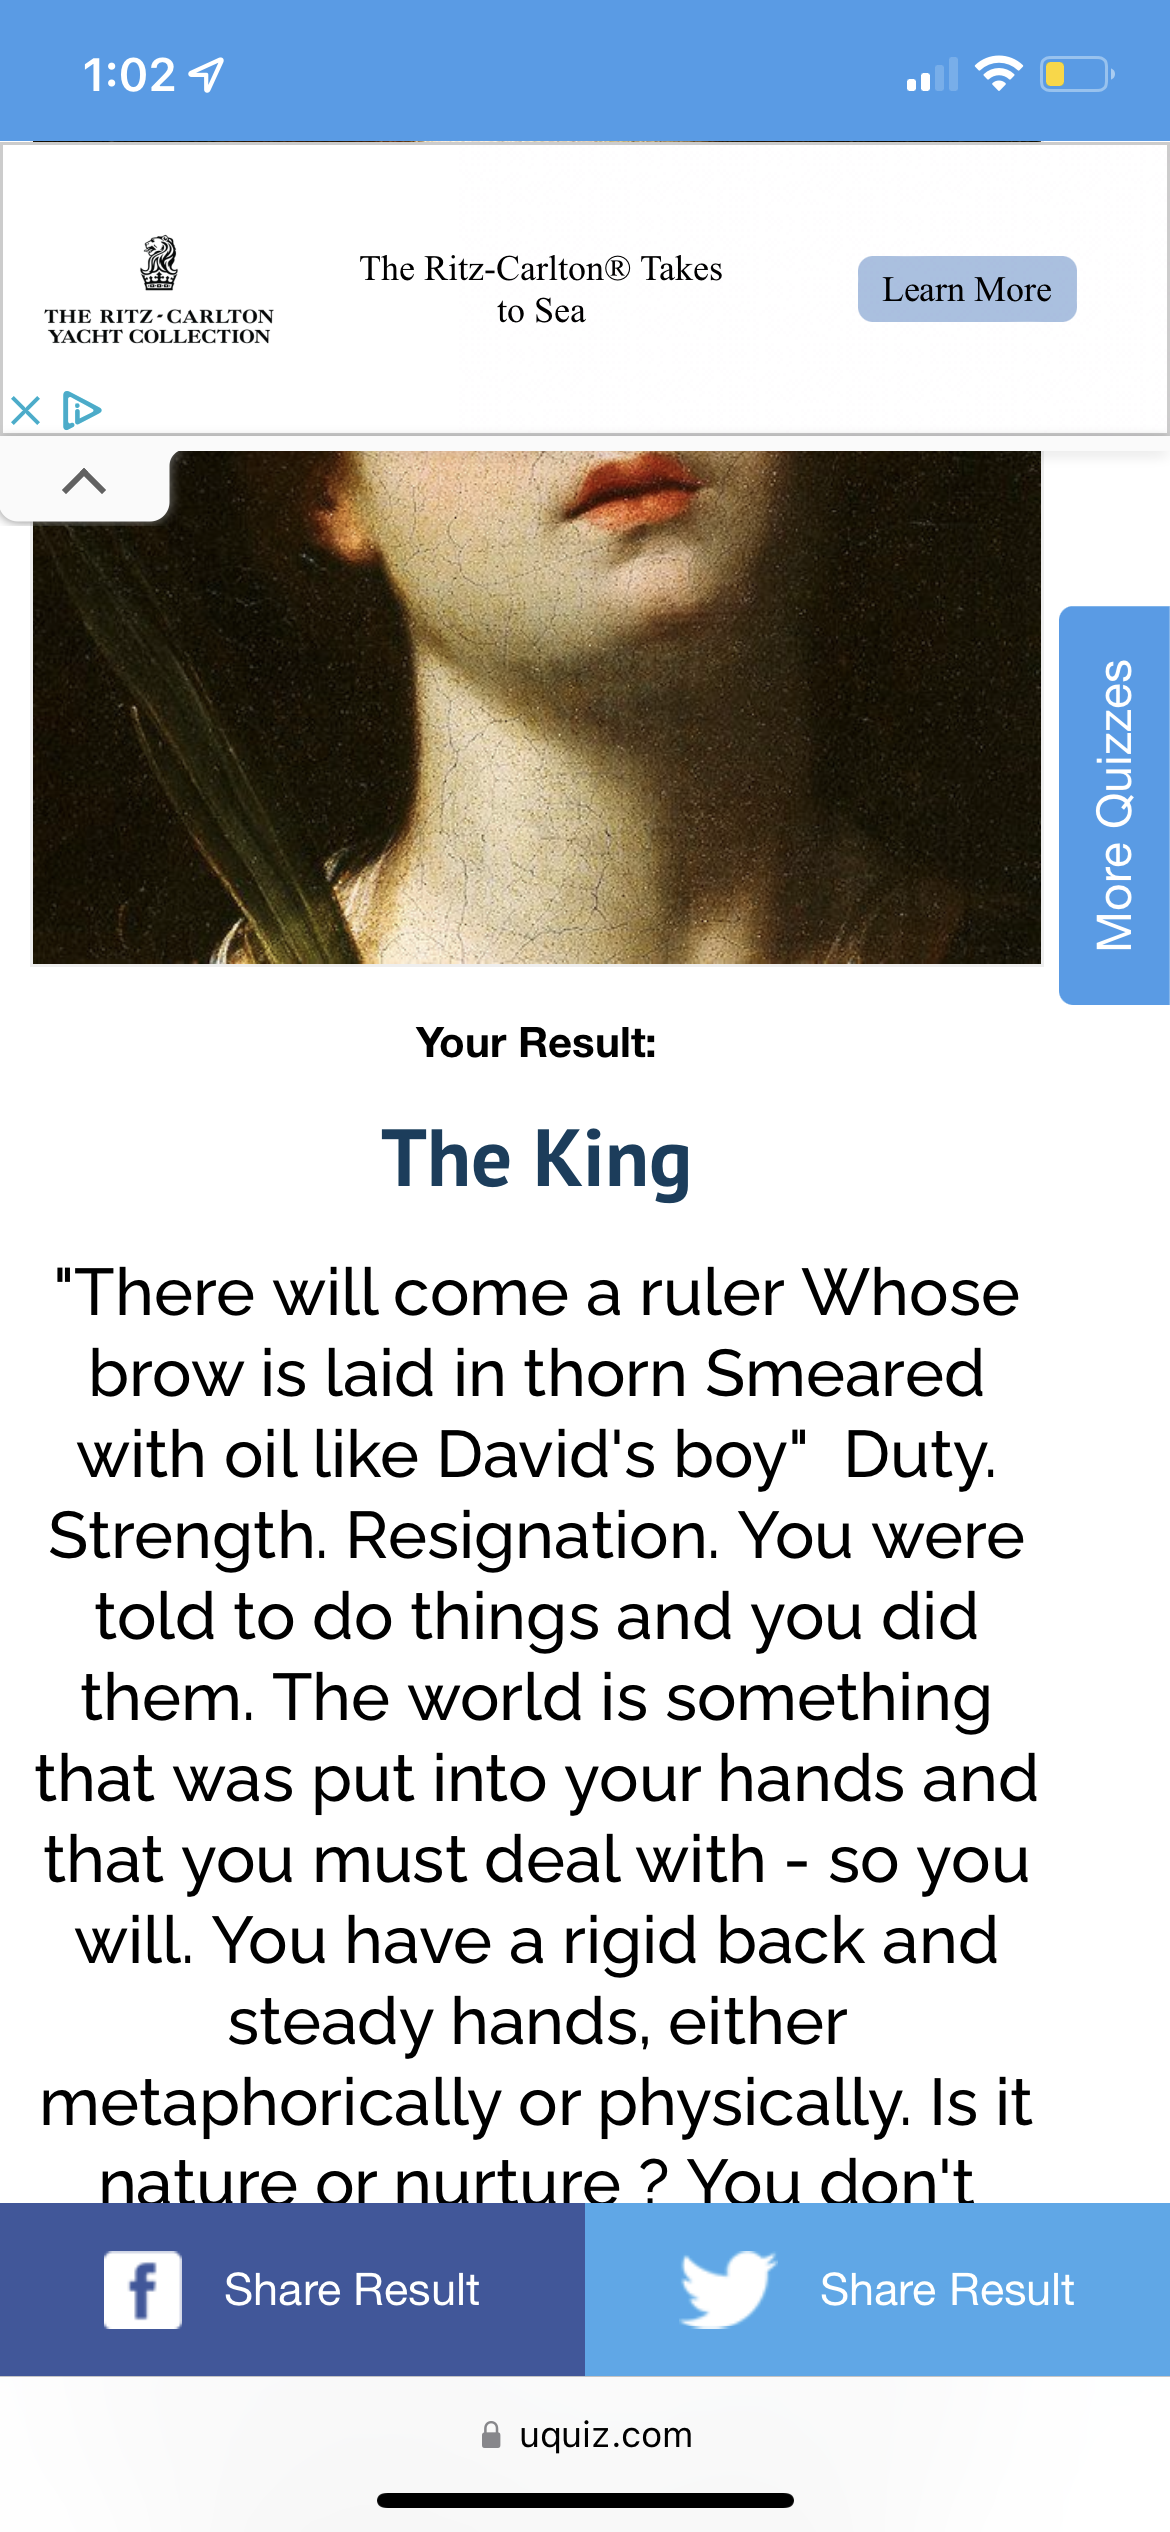 1:02
THE RITZ-CARLTON
YACHT COLLECTION
The Ritz-Carlton® Takes
to Sea
Learn More
More Quizzes
Your Result:
The King
"There will come a ruler Whose
brow is laid in thorn Smeared
with oil like David's boy"  Duty.
Strength. Resignation. You were
told to do things and you did
them. The world is something
that was put into your hands and
that you must deal with - so you
will. You have a rigid back and
steady hands, either
metaphorically or physically. Is it
nature or nurture ? You don't
Share Result
Share Result
uquiz.com